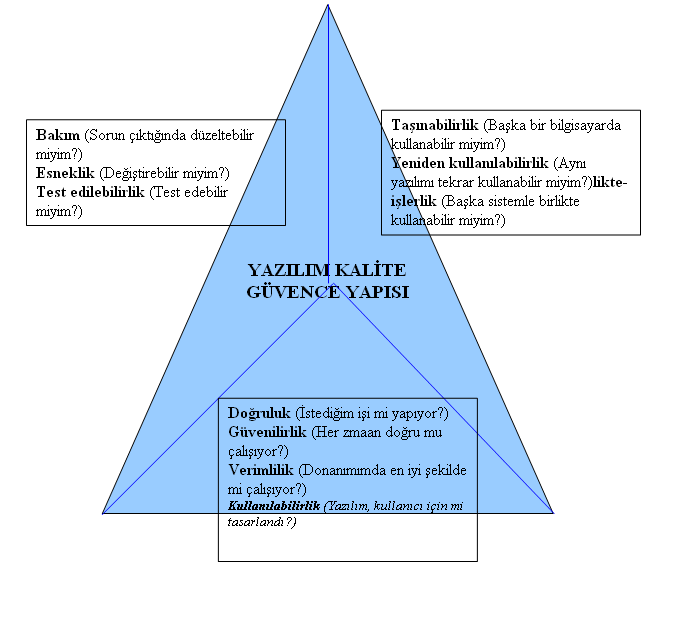 Bakım (Sorun çıktığında düzeltebilir
miyim?)
Esneklik (Değiştirebilir miyim?)
Test edilebilirlik (Test edebilir
miyim?)
Taşınabilirlik (Başka bir bilgisayarda
kullanabilir miyim?)
Yeniden kullanılabilirlik (Aynı
yazılımı tekrar kullanabilir miyim?)likte-
işlerlik (Başka sistemle birlikte
kullanabilir miyim?)
YAZILIM KALİTE
GÜVENCE YAPISI
Doğruluk (İstediğim işi mi yapıyor?)
Güvenilirlik (Her zmaan doğru mu
çalışıyor?)
Verimlilik (Donanımımda en iyi şekilde
mi çalışıyor?)
Kullanılabilirlik (Yazılım, kullanıcı için mi
tasarlandı?)